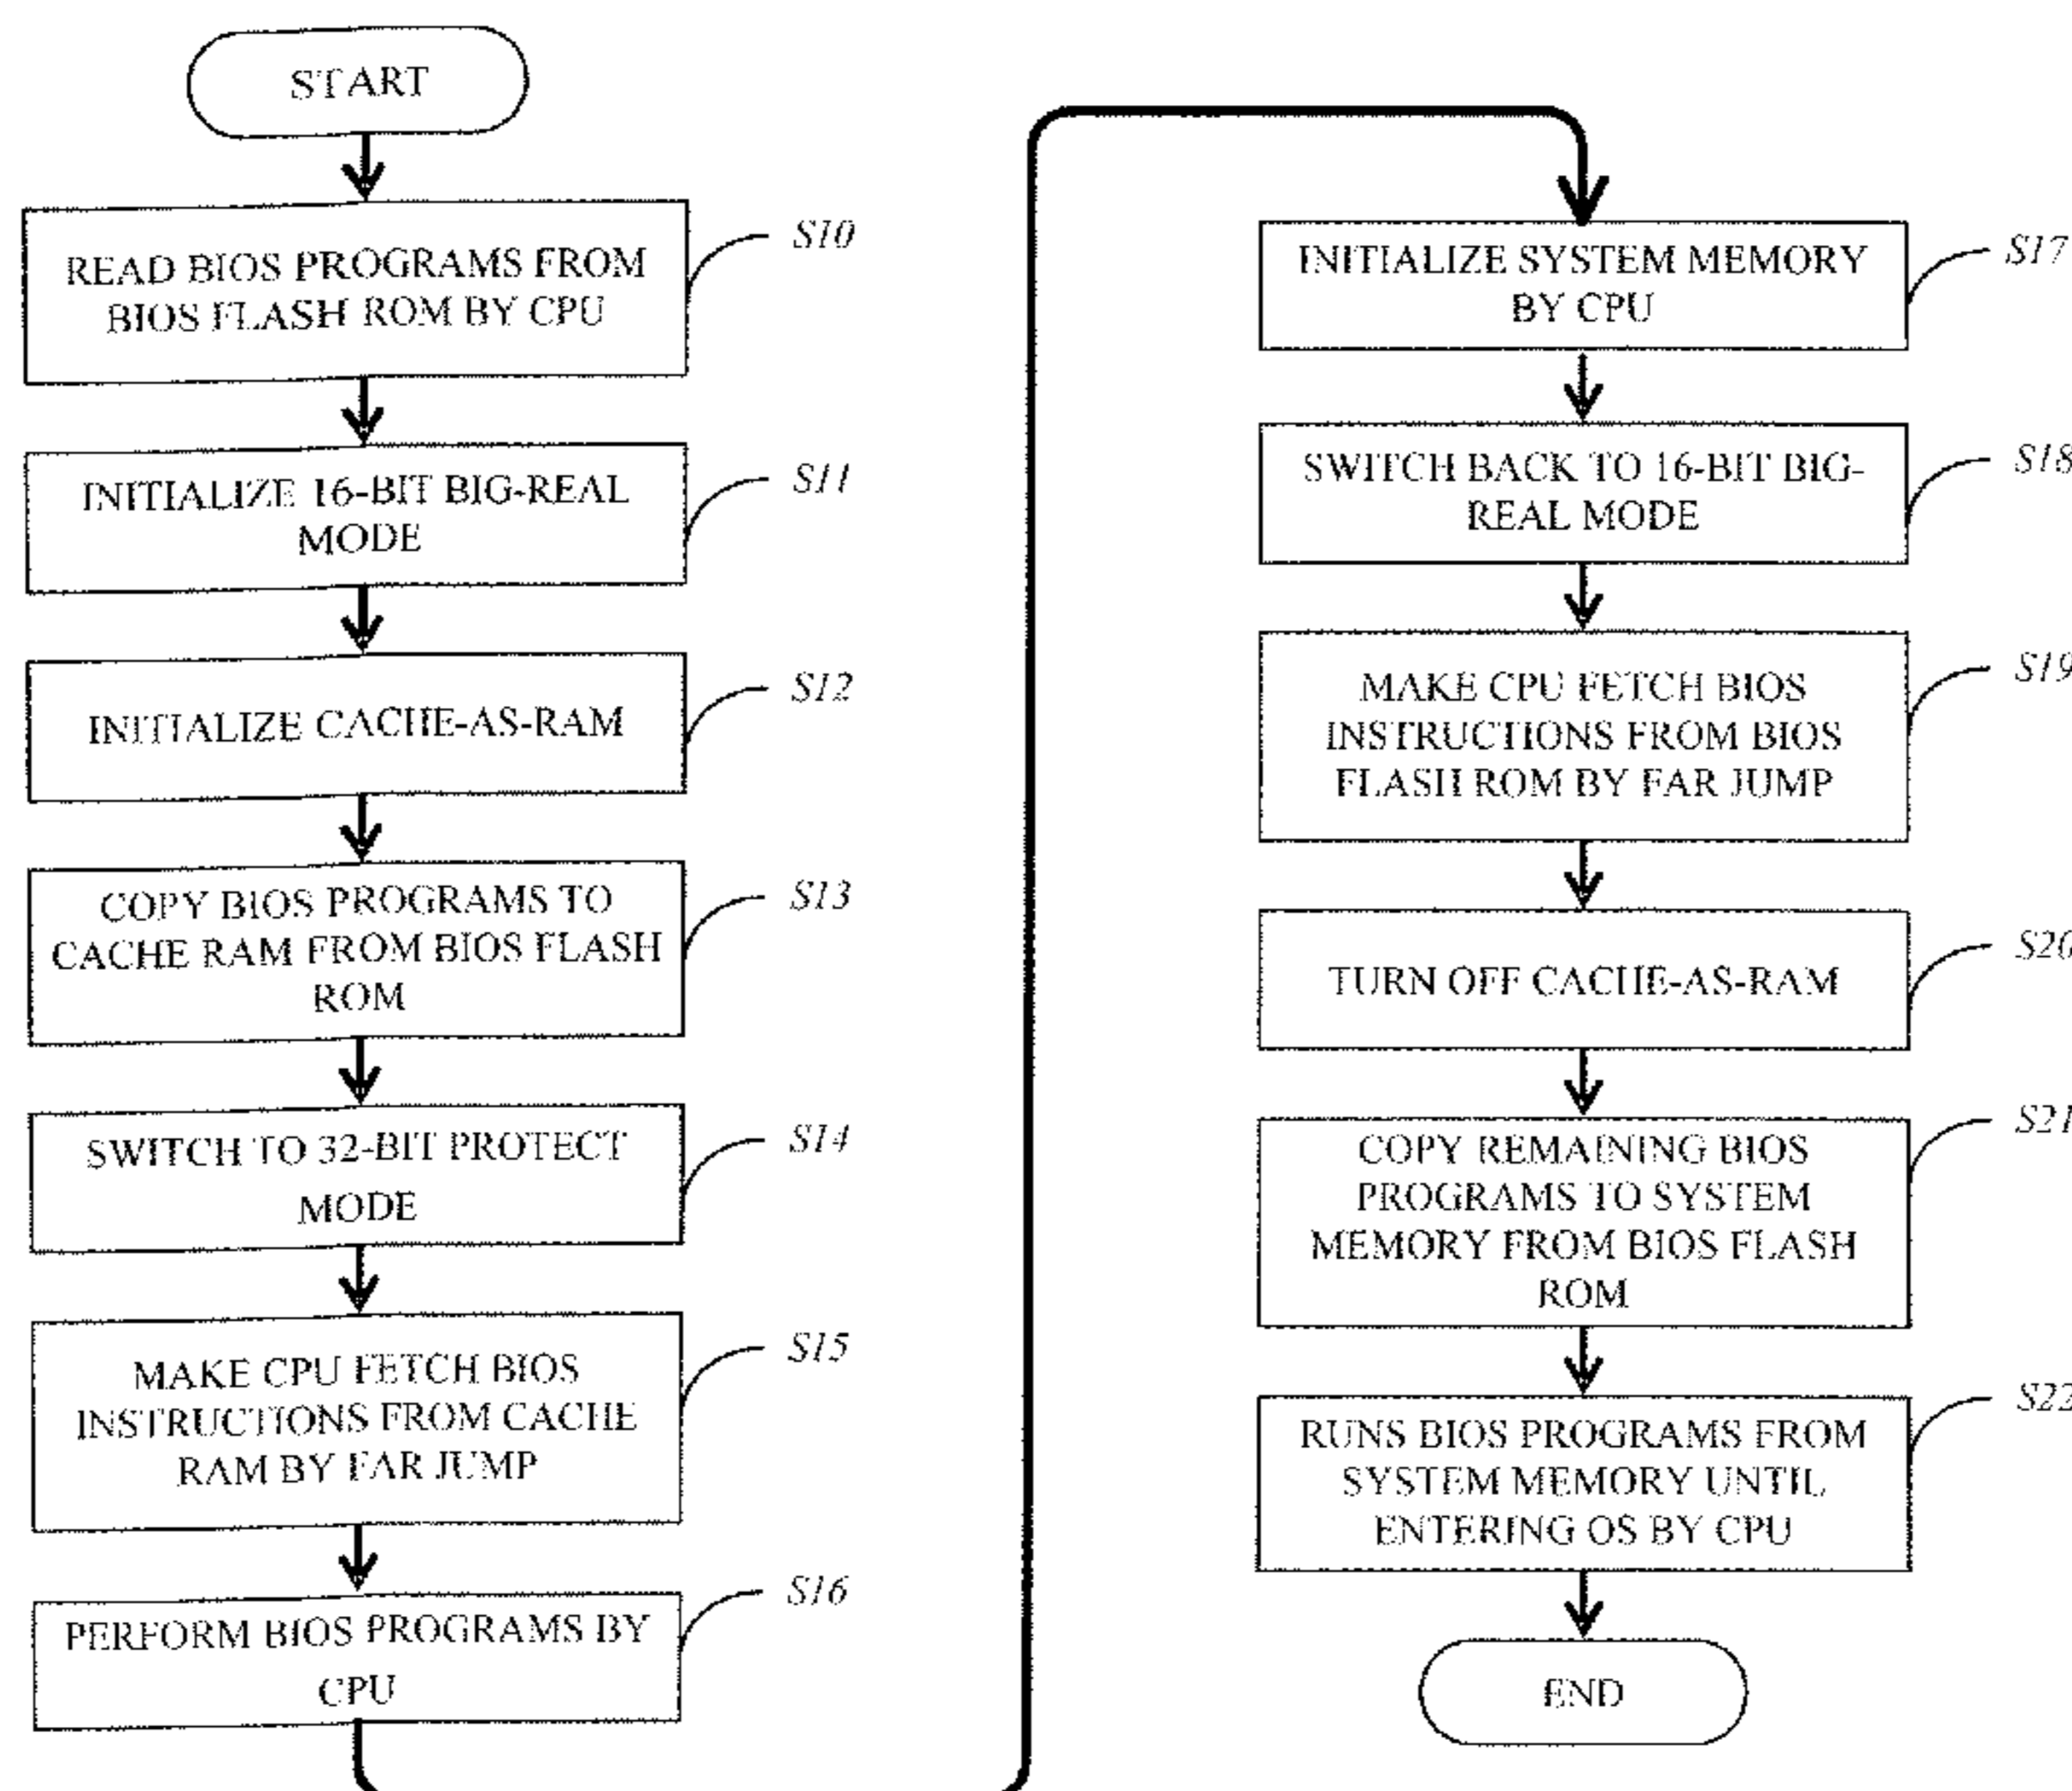 START
READ BIOS PROGRAMS FROM
BIOS FLASH ROM BY CPU
S10
INITIALIZE 16-BIT BIG-REAL
MODE
S11
INITIALIZE CACHE-AS-RAM
S12
COPY BIOS PROGRAMS TO
CACHE RAM FROM BIOS FLASH
ROM
S13
SWITCH TO 32-BIT PROTECT
MODE
S14
MAKE CPU FETCH BIOS
INSTRUCTIONS FROM CACHE
RAM BY FAR JUMP
S15
PERFORM BIOS PROGRAMS BY
CPU
S16
INITIALIZE SYSTEM MEMORY
BY CPU
S17
SWITCH BACK TO 16-BIT BIG-
REAL MODE
S18
MAKE CPU FETCH BIOS
INSTRUCTIONS FROM BIOS
FLASH ROM BY FAR JUMP
S19
TURN OFF CACHE-AS-RAM
S20
COPY REMAINING BIOS
PROGRAMS TO SYSTEM
MEMORY FROM BIOS FLASH
ROM
S21
RUNS BIOS PROGRAMS FROM
SYSTEM MEMORY UNTIL
ENTERING OS BY CPU
S22
END